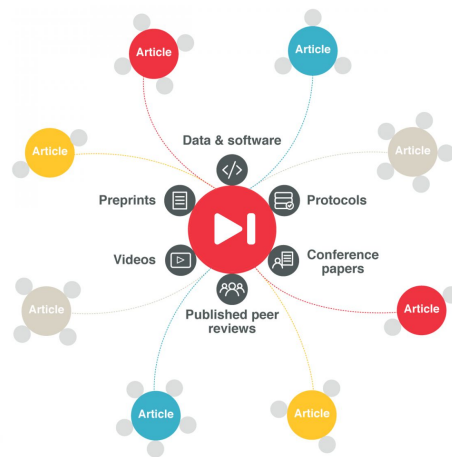 Article
Article
Article
Article
Data & software
Preprints
Protocols
Videos
Conference
papers
Published peer
reviews
Article
Article
Article
Article